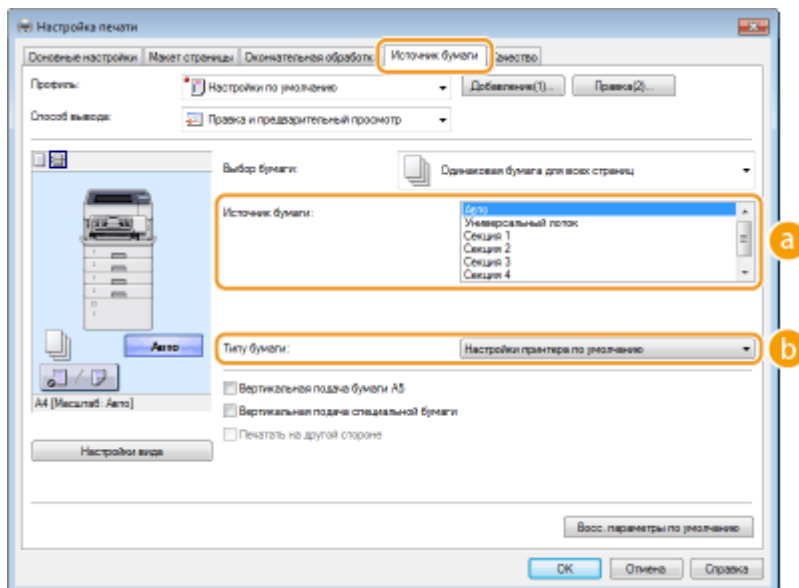 Настройка печати
Основные настройки Макет страницы Окончательная обработка Источник бумаги Качество
Профиль: Настройки по умолчанию Добавление(1)... Правка(2)...
Способ вывода: Правка и предварительный просмотр
Выбор бумаги: Одинаковая бумага для всех страниц
Источник бумаги: Авто
Универсальный лоток
Секция 1
Секция 2
Секция 3
Секция 4
a
Авто
Типу бумаги: Настройки принтера по умолчанию
b
A4 [Масштаб: Авто]
Вертикальная подача бумаги A5
Вертикальная подача специальной бумаги
Печатать на другой стороне
Настройки вида
Восс. параметры по умолчанию
OK Отмена Справка